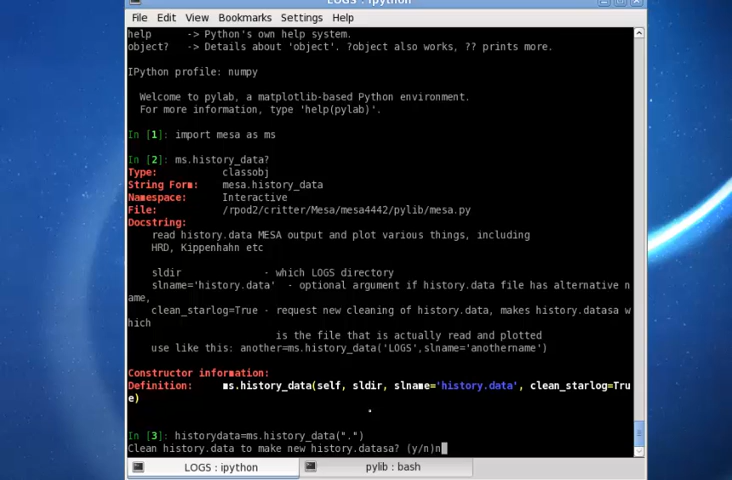 LOGS : ipython
File Edit View Bookmarks Settings Help
help -> Python's own help system.
object? -> Details about 'object'. ?object also works, ?? prints more.
IPython profile: numpy
Welcome to pylab, a matplotlib-based Python environment.
For more information, type 'help(pylab)'.
In [1]: import mesa as ms
In [2]: ms.history_data?
Type: classobj
String Form: mesa.history_data
Namespace: Interactive
File: /rpod2/critter/Mesa/mesa4442/pylib/mesa.py
Docstring:
read history.data MESA output and plot various things, including
HRD, Kippenhahn etc
sldir - which LOGS directory
slname='history.data' - optional argument if history.data file has alternative n
ame,
clean_starlog=True - request new cleaning of history.data, makes history.datasa w
hich
is the file that is actually read and plotted
use like this: another=ms.history_data('LOGS',slname='anothername')
Constructor information:
Definition: ms.history_data(self, sldir, slname='history.data', clean_starlog=Tru
e)
In [3]: historydata=ms.history_data(".")
Clean history.data to make new history.datasa? (y/n)n
LOGS : ipython
pylib : bash